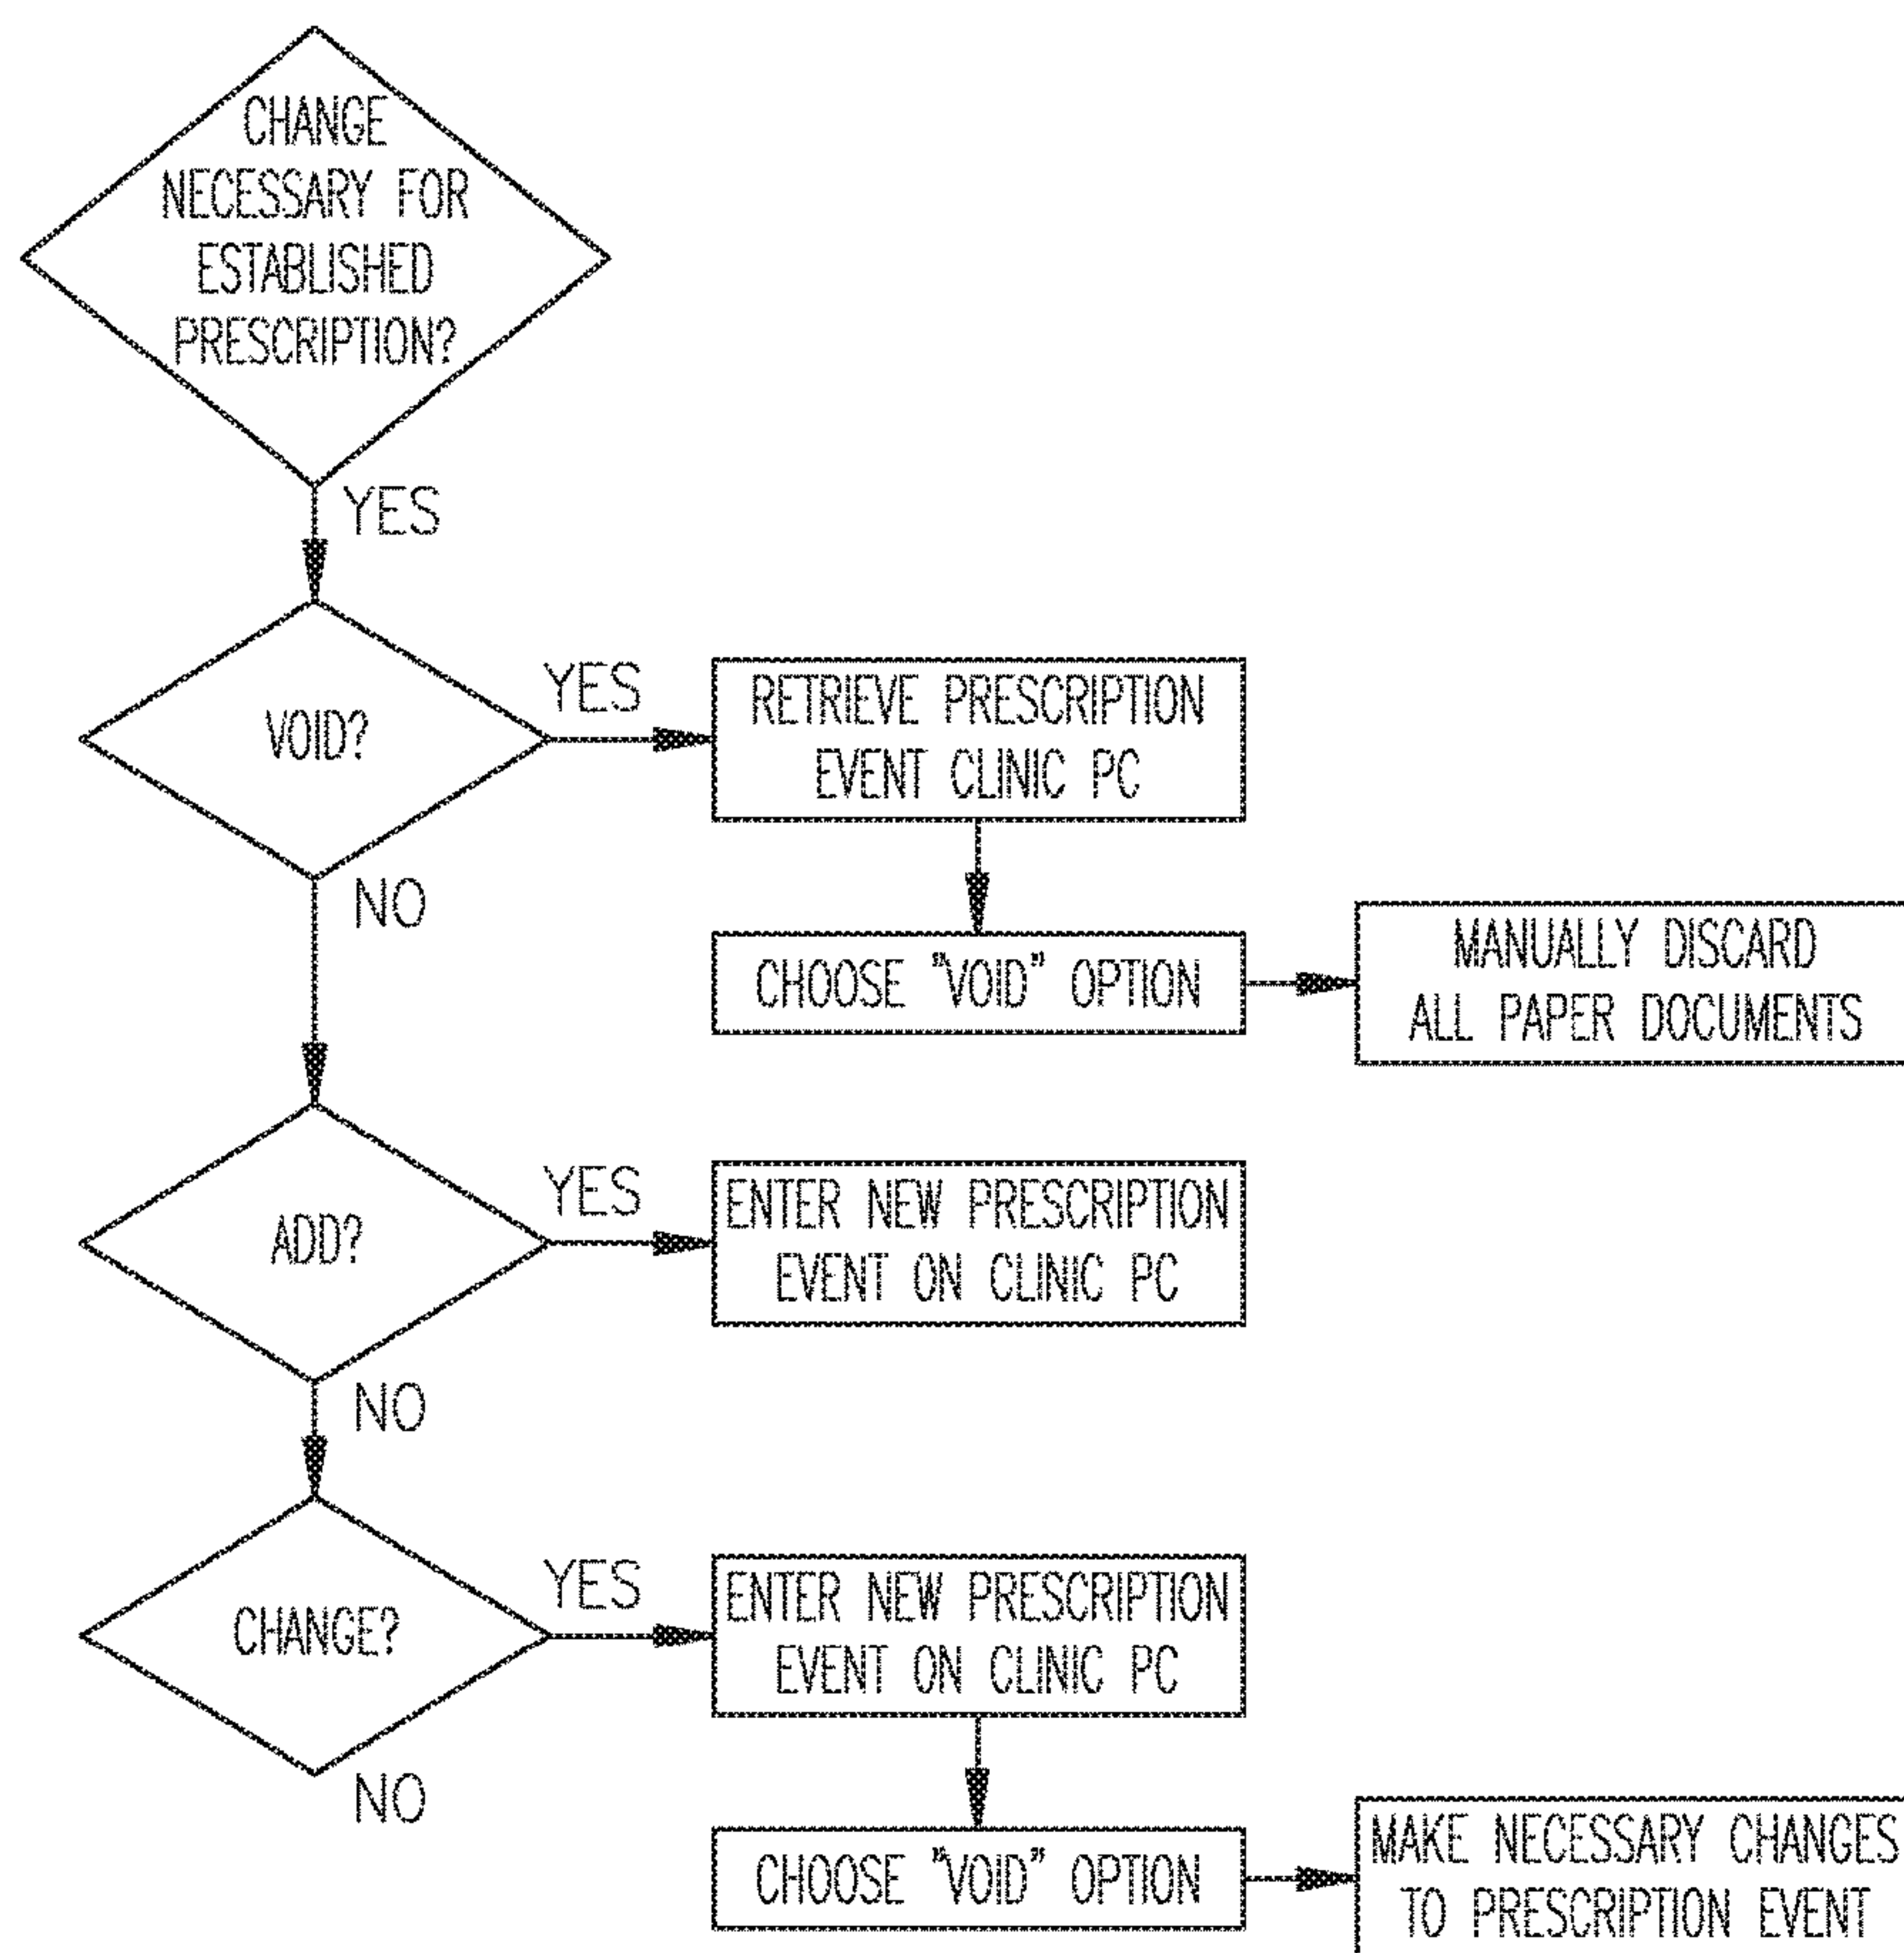 CHANGE
NECESSARY FOR
ESTABLISHED
PRESCRIPTION?
YES
VOID?
YES
RETRIEVE PRESCRIPTION
EVENT CLINIC PC
NO
CHOOSE "VOID" OPTION
MANUALLY DISCARD
ALL PAPER DOCUMENTS
ADD?
YES
ENTER NEW PRESCRIPTION
EVENT ON CLINIC PC
NO
CHANGE?
YES
ENTER NEW PRESCRIPTION
EVENT ON CLINIC PC
NO
CHOOSE "VOID" OPTION
MAKE NECESSARY CHANGES
TO PRESCRIPTION EVENT